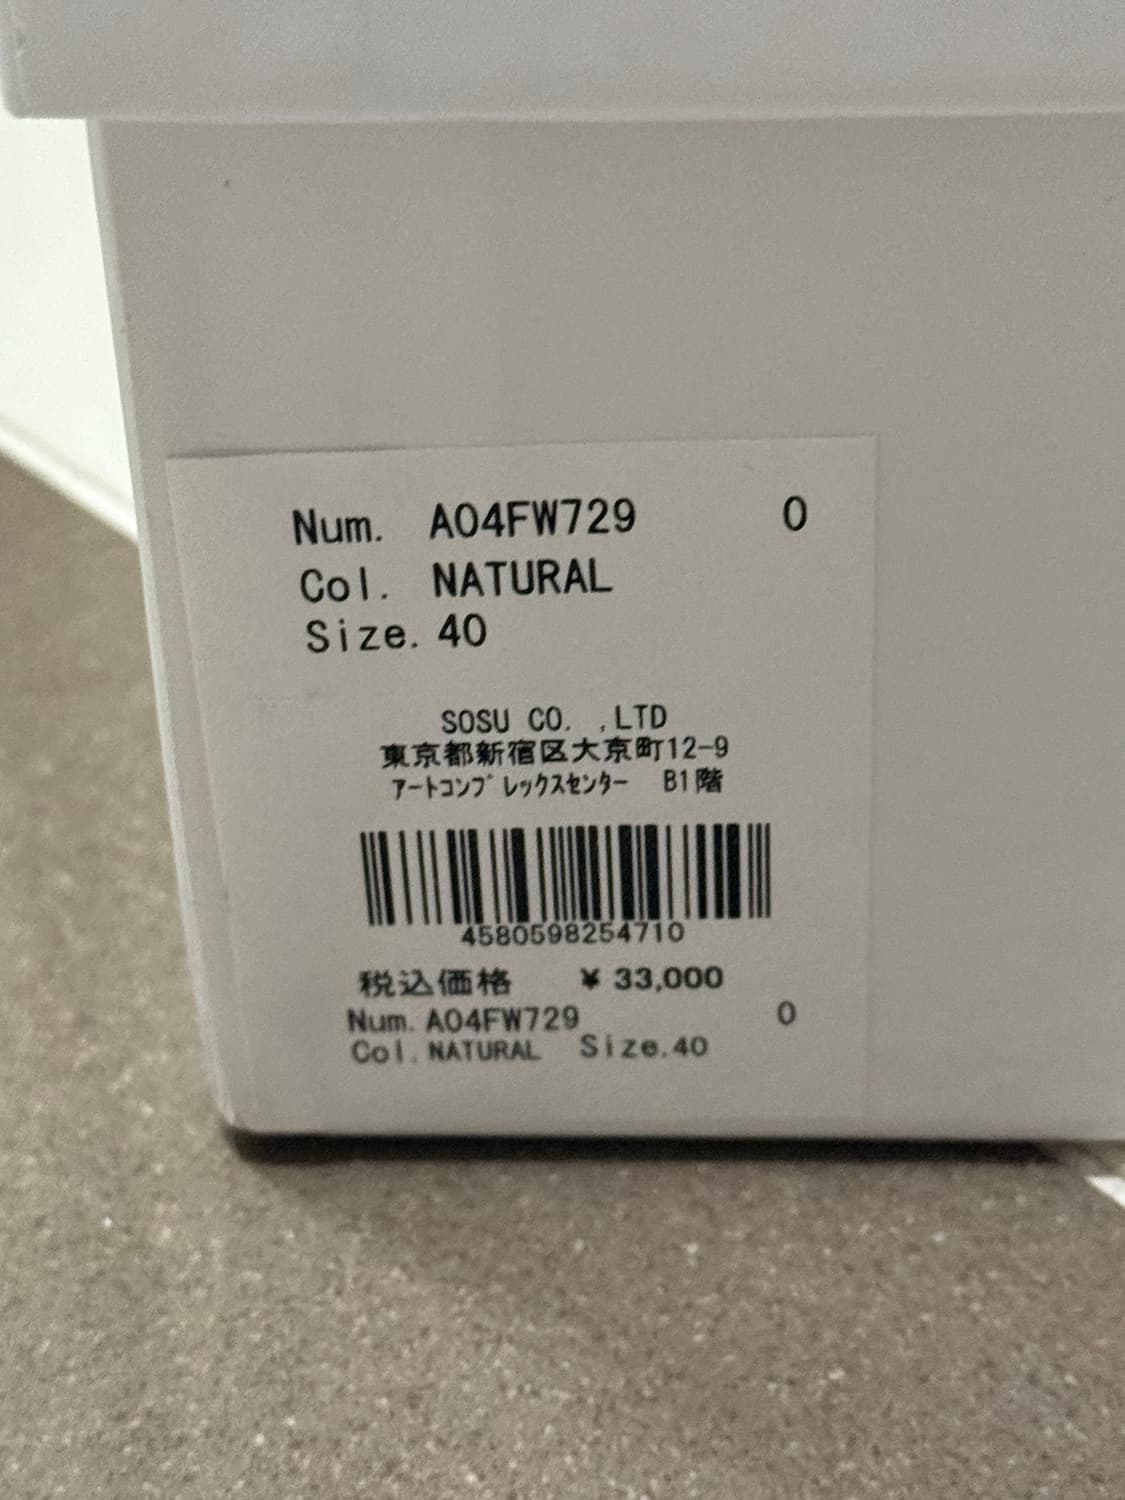 Num. A04FW729 0
Col. NATURAL
Size. 40
SOSU CO. ,LTD
東京都新宿区大京町12-9
アートコンプレックスセンター B1階
4580598254710
税込価格 ¥ 33,000
Num. A04FW729 0
Col. NATURAL Size.40